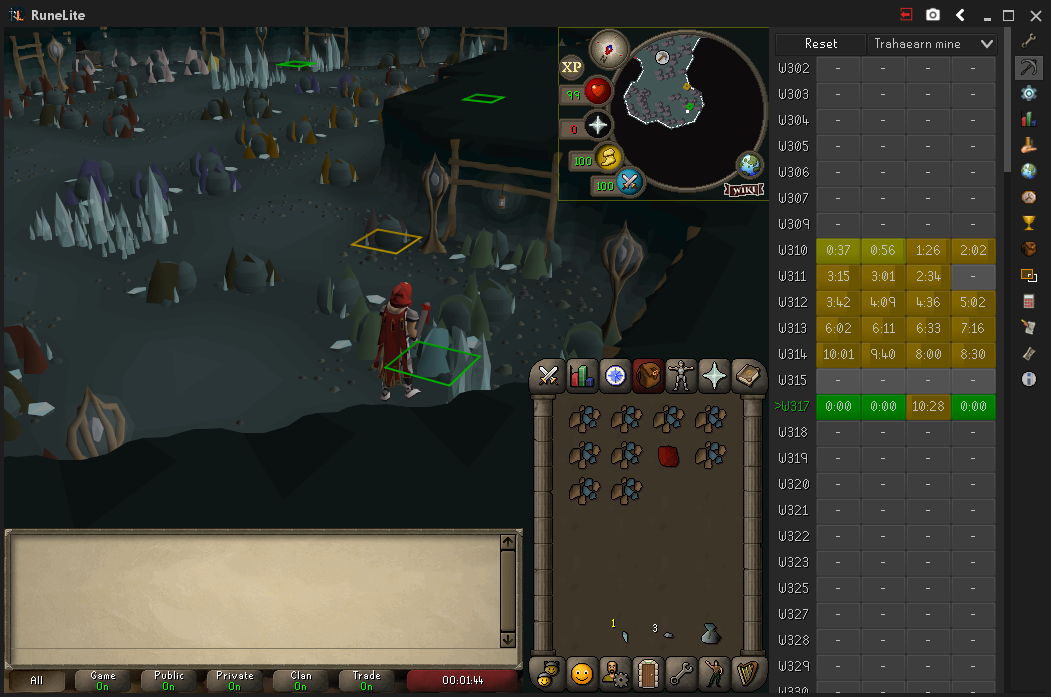 RuneLite
Reset Trahaearn mine
XP
99
0
100
100
WIKI
W302 - - - -
W303 - - - -
W304 - - - -
W305 - - - -
W306 - - - -
W307 - - - -
W309 - - - -
W310 0:37 0:56 1:26 2:02
W311 3:15 3:01 2:34 -
W312 3:42 4:09 4:36 5:02
W313 6:02 6:11 6:33 7:16
W314 10:01 9:40 8:00 8:30
W315 - - - -
>W317 0:00 0:00 10:28 0:00
W318 - - - -
W319 - - - -
W320 - - - -
W321 - - - -
W322 - - - -
W323 - - - -
W325 - - - -
W327 - - - -
W328 - - - -
W329 - - - -
W330 - - - -
1
3
All
Game
On
Public
On
Private
On
Clan
On
Trade
On
00:01:44